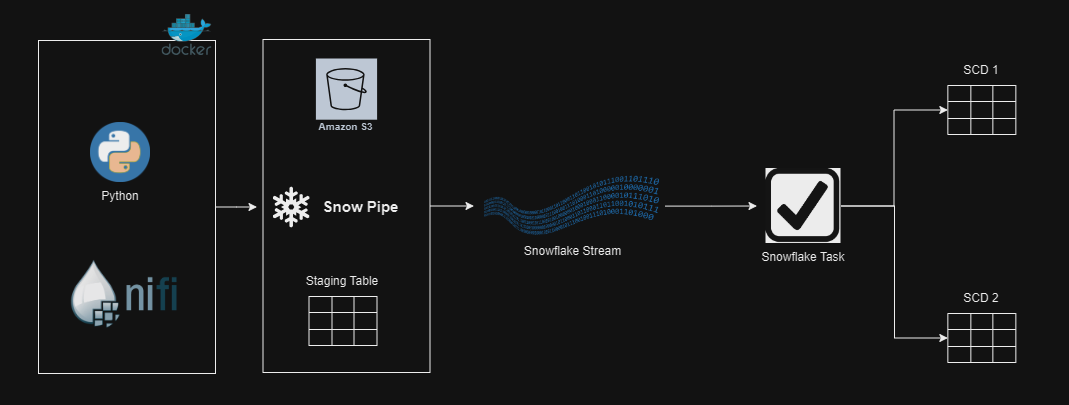 docker
Python
nifi
Amazon S3
Snow Pipe
Staging Table
Snowflake Stream
Snowflake Task
SCD 1
SCD 2